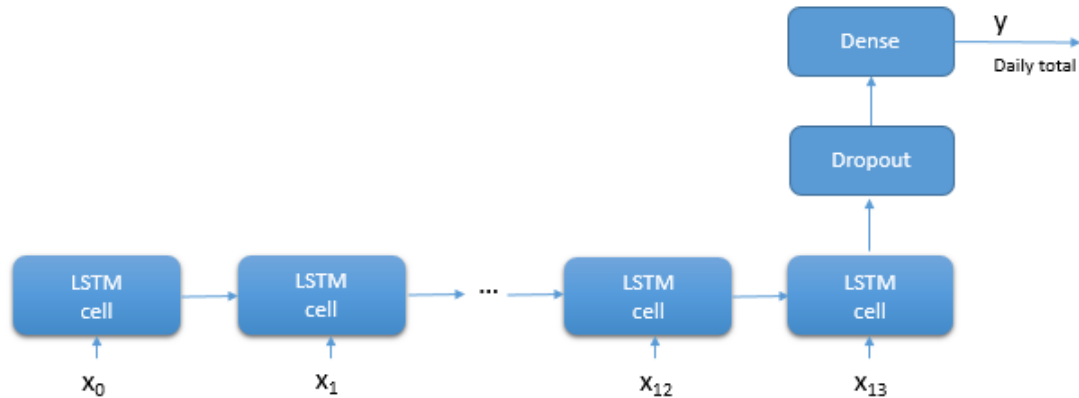 Dense
y
Daily total
Dropout
LSTM
cell
LSTM
cell
...
LSTM
cell
LSTM
cell
x₀
x₁
x₁₂
x₁₃